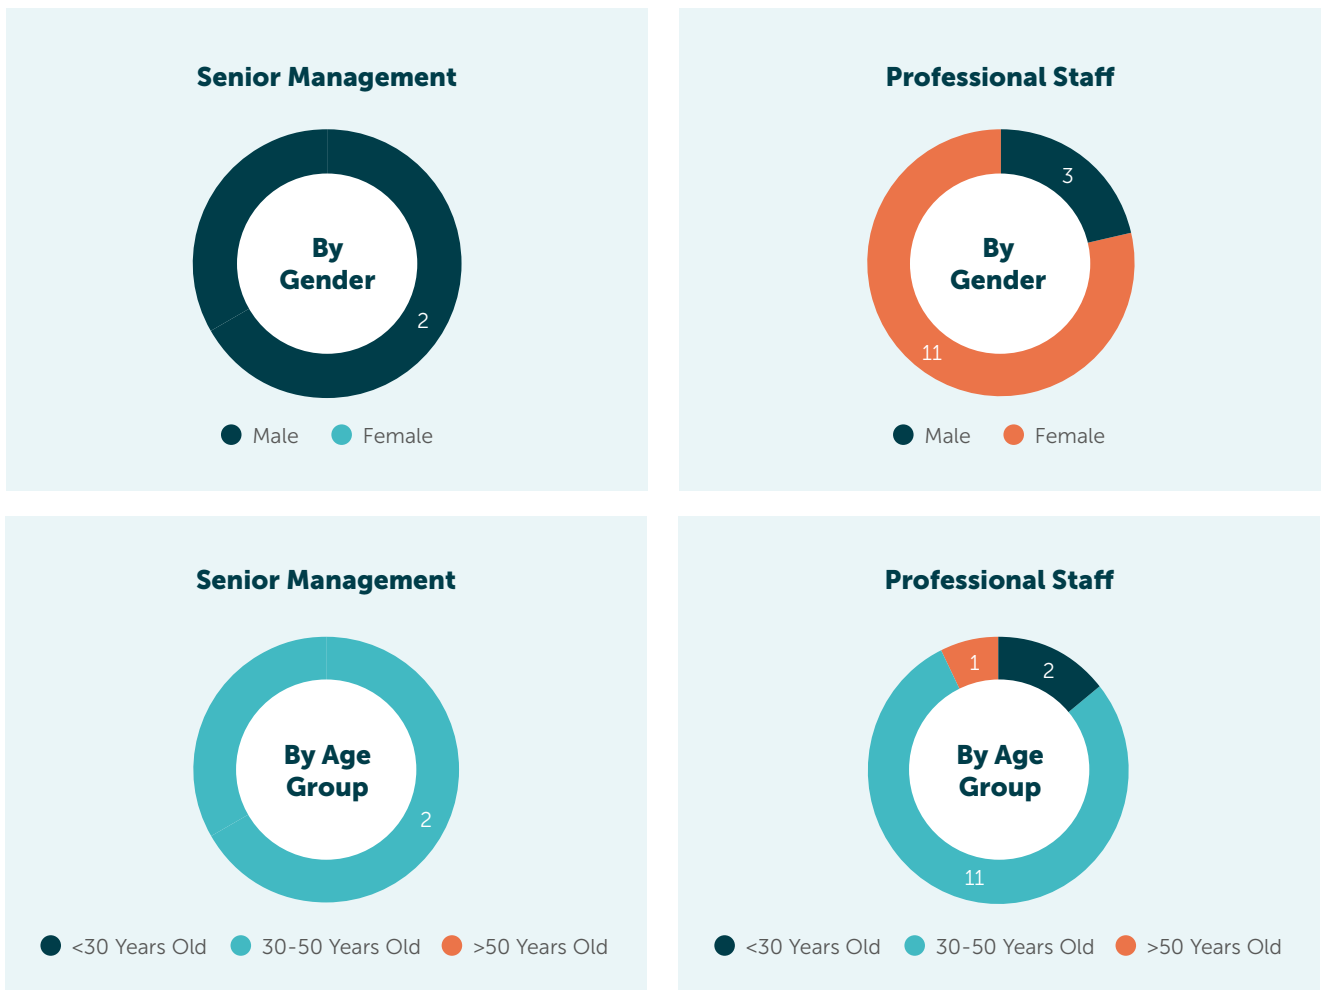 Senior Management
By
Gender
2
Male
Female
Professional Staff
3
By
Gender
11
Male
Female
Senior Management
By Age
Group
2
<30 Years Old
30-50 Years Old
>50 Years Old
Professional Staff
1
2
By Age
Group
11
<30 Years Old
30-50 Years Old
>50 Years Old